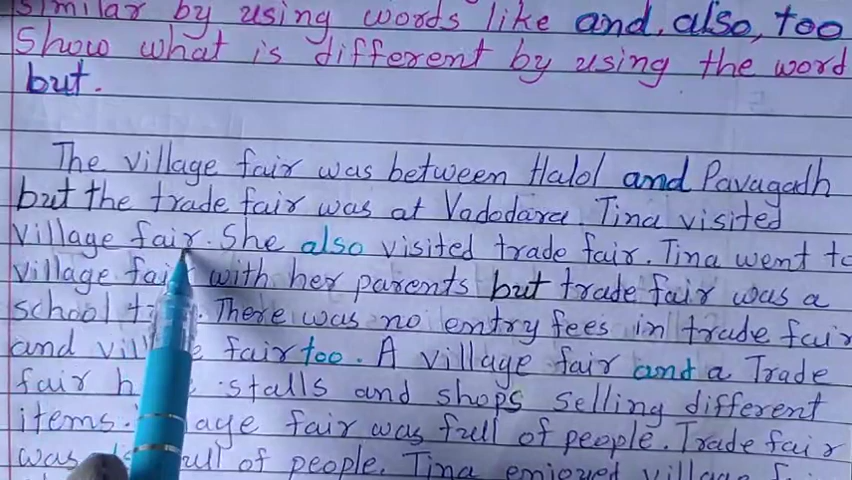 similar by using words like and, also, too
Show what is different by using the word
but.
The village fair was between Halol and Pavagadh
but the trade fair was at Vadodara Tina visited
village fair. She also visited trade fair. Tina went to
village fair with her parents but trade fair was a
school. There was no entry fees in trade fair
and fair too. A village fair and a Trade
fair stalls and shops selling different
items. fair was full of people. Trade fair
was full of people. Tina enjoyed village